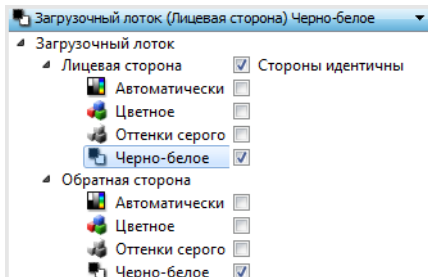 Загрузочный лоток (Лицевая сторона) Черно-белое
Загрузочный лоток
Лицевая сторона Стороны идентичны
Автоматически
Цветное
Оттенки серого
Черно-белое
Обратная сторона
Автоматически
Цветное
Оттенки серого
Черно-белое